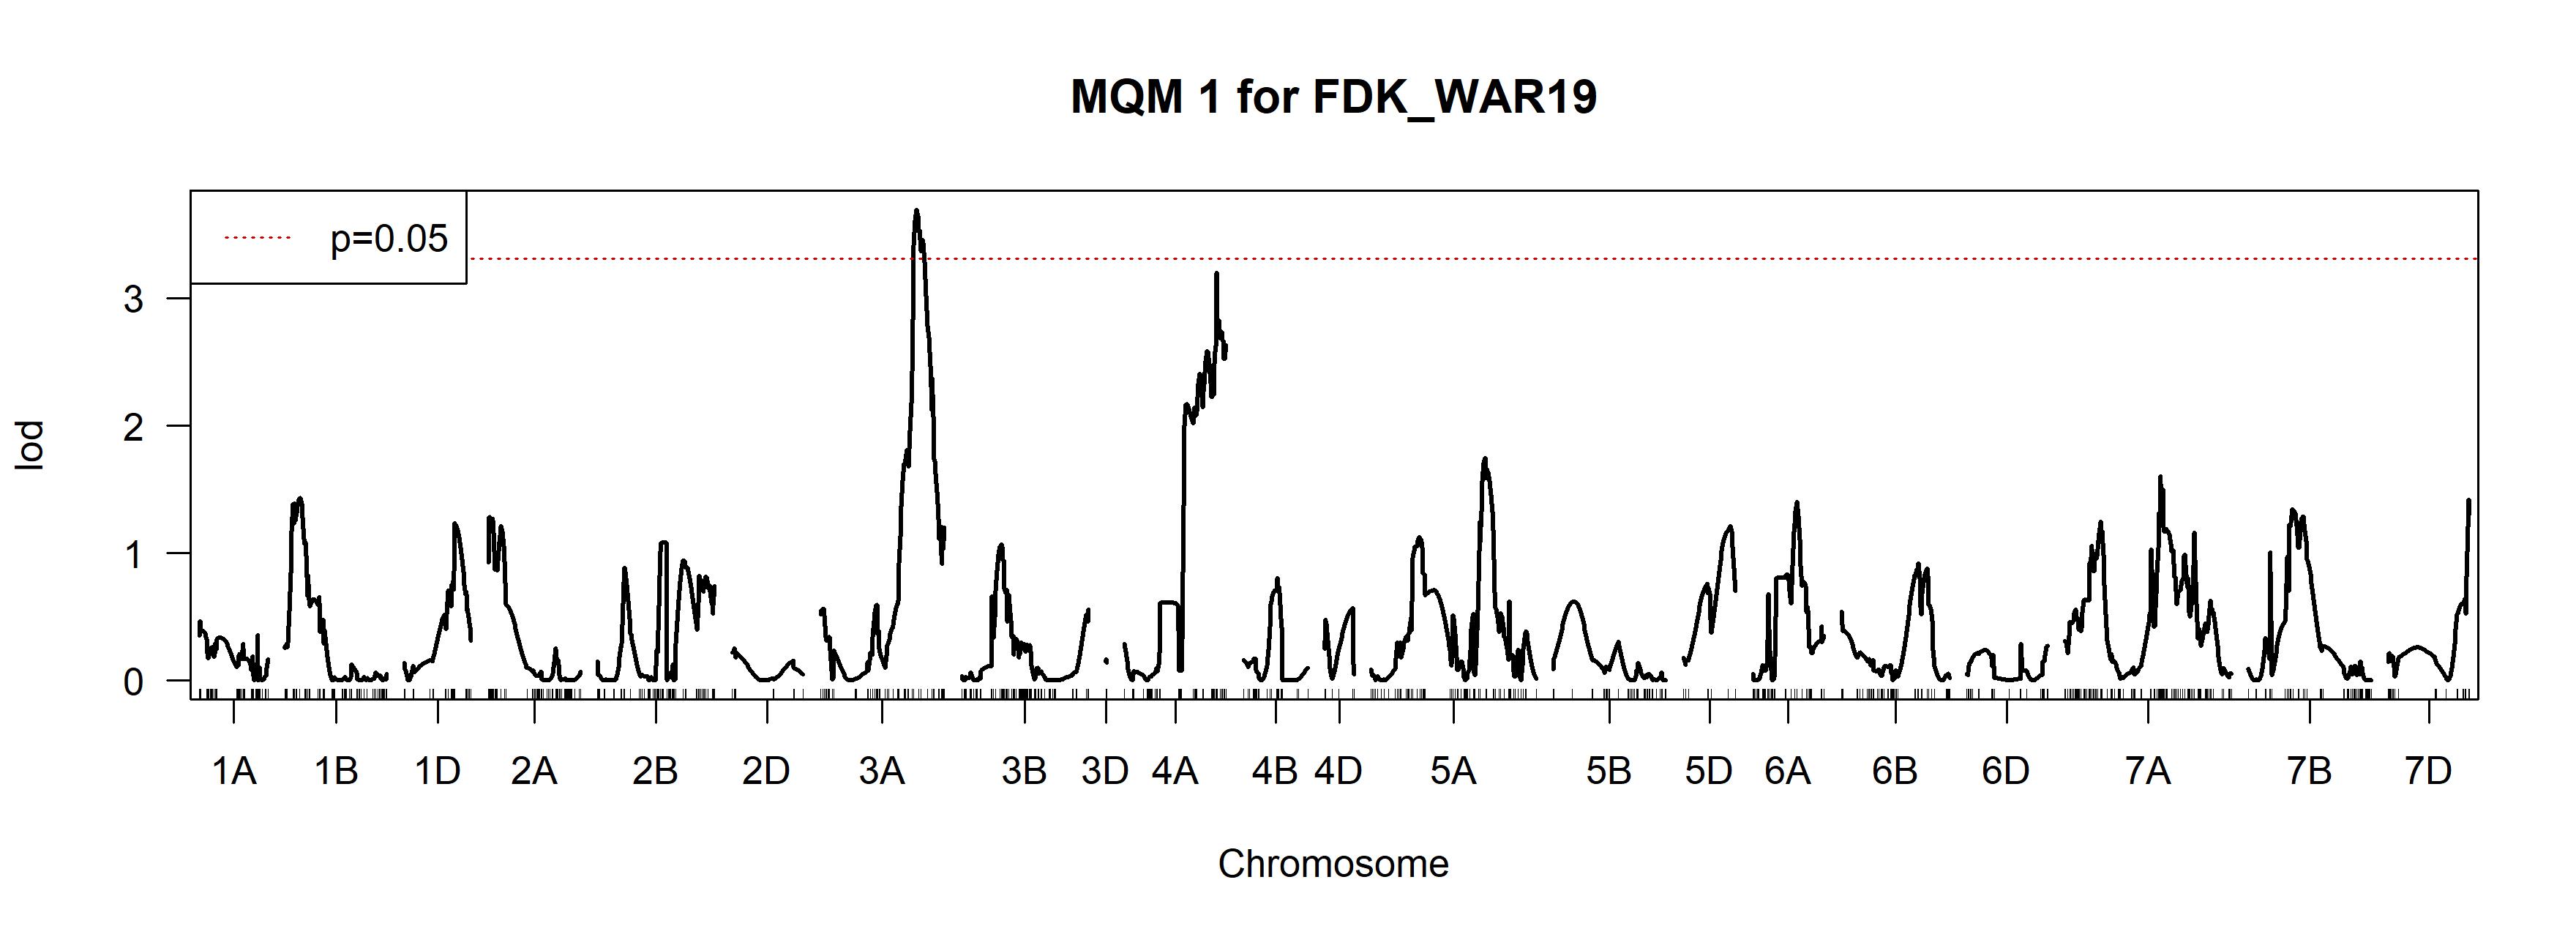 MQM 1 for FDK_WAR19
p=0.05
3
2
1
0
lod
1A 1B 1D 2A 2B 2D 3A 3B 3D 4A 4B 4D 5A 5B 5D 6A 6B 6D 7A 7B 7D
Chromosome